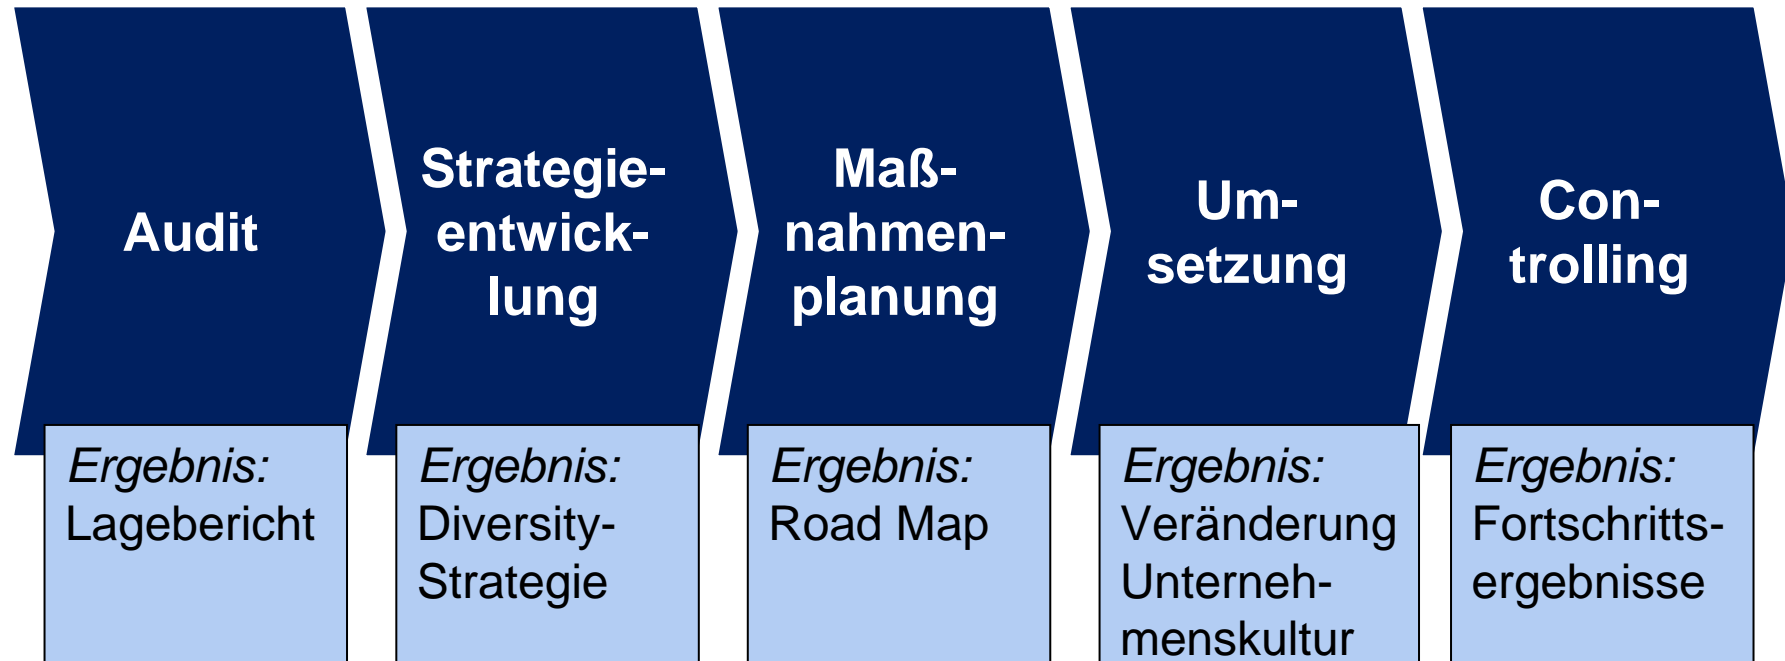 Audit
Strategie-
entwick-
lung
Maß-
nahmen-
planung
Um-
setzung
Con-
trolling
Ergebnis:
Lagebericht
Ergebnis:
Diversity-
Strategie
Ergebnis:
Road Map
Ergebnis:
Veränderung
Unterneh-
menskultur
Ergebnis:
Fortschritts-
ergebnisse